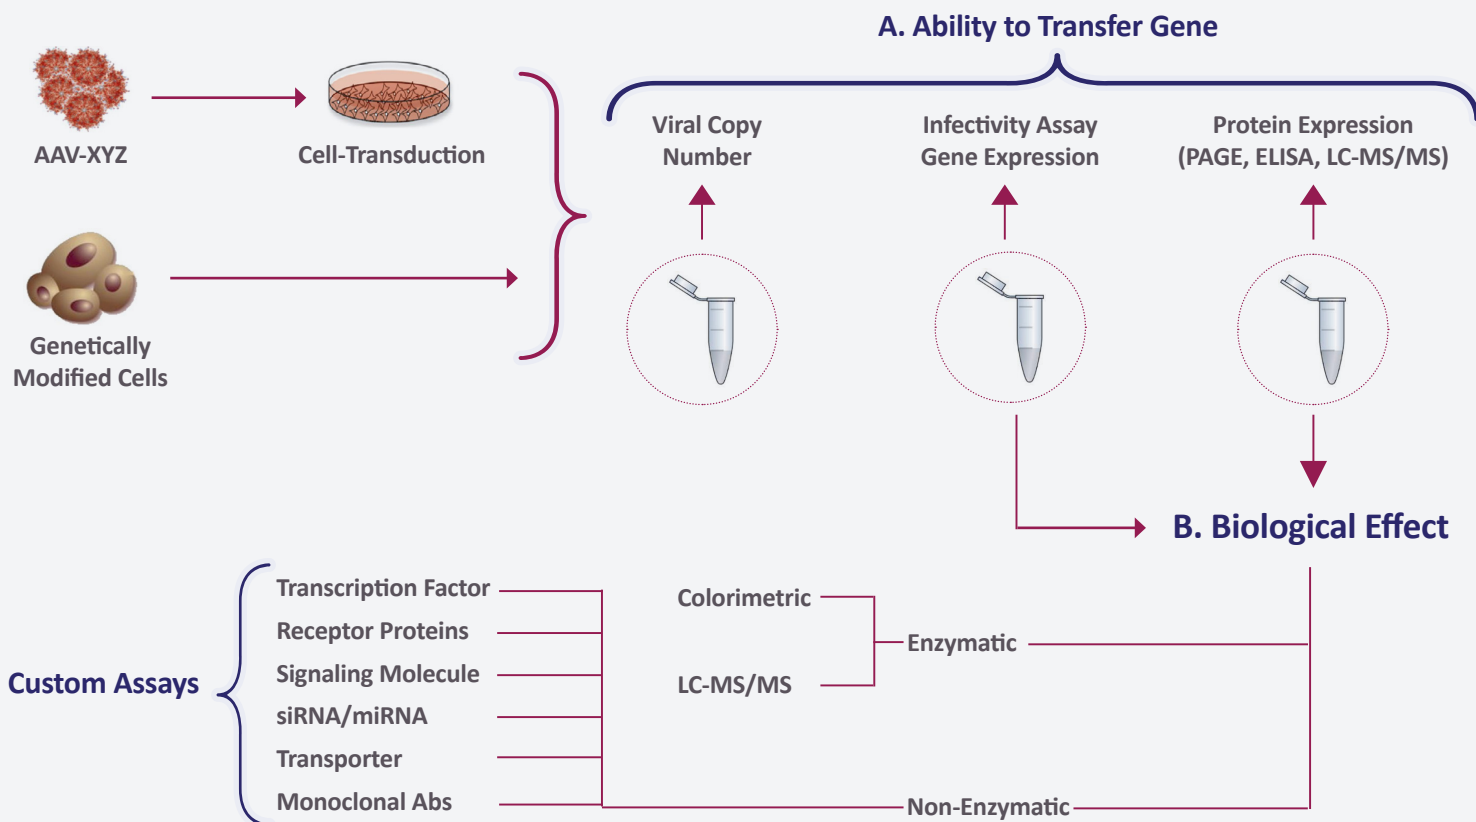 A. Ability to Transfer Gene
AAV-XYZ
Cell-Transduction
Viral Copy
Number
Infectivity Assay
Gene Expression
Protein Expression
(PAGE, ELISA, LC-MS/MS)
Genetically
Modified Cells
B. Biological Effect
Custom Assays
Transcription Factor
Receptor Proteins
Signaling Molecule
siRNA/miRNA
Transporter
Monoclonal Abs
Colorimetric
LC-MS/MS
Enzymatic
Non-Enzymatic